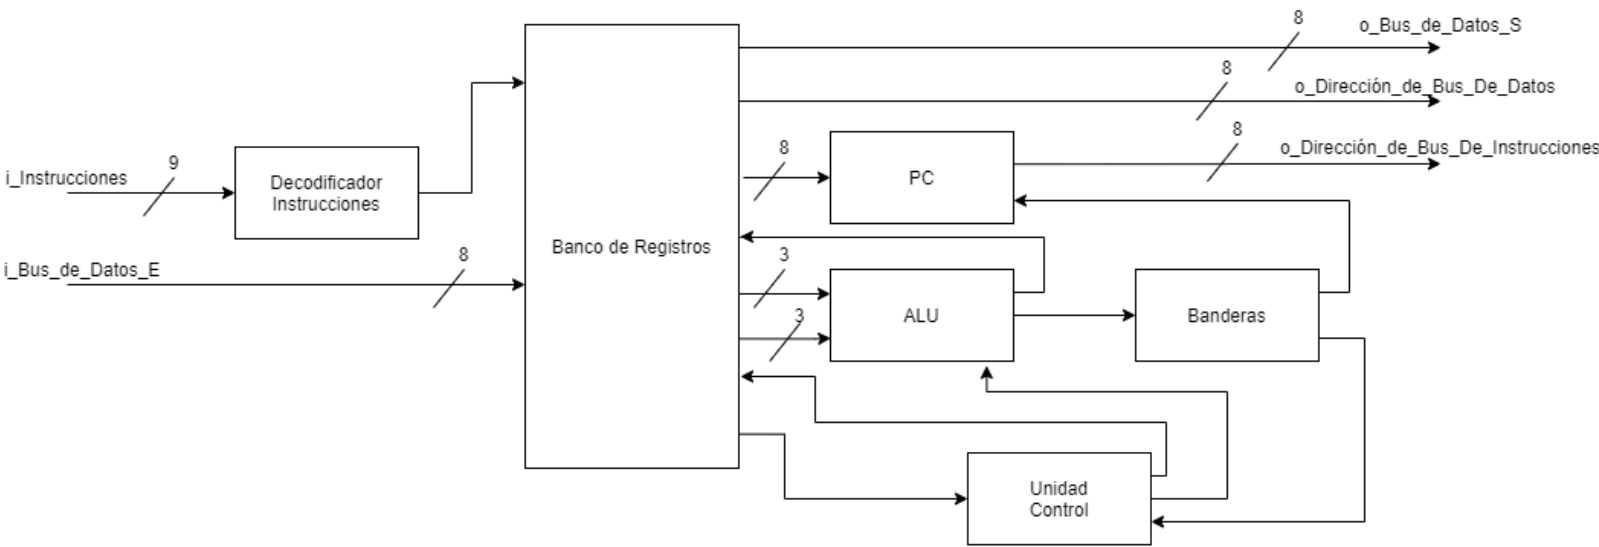 8
o_Bus_de_Datos_S
8
o_Dirección_de_Bus_De_Datos
8
o_Dirección_de_Bus_De_Instrucciones
i_Instrucciones
9
Decodificador
Instrucciones
8
PC
Banco de Registros
i_Bus_de_Datos_E
8
3
3
ALU
Banderas
Unidad
Control